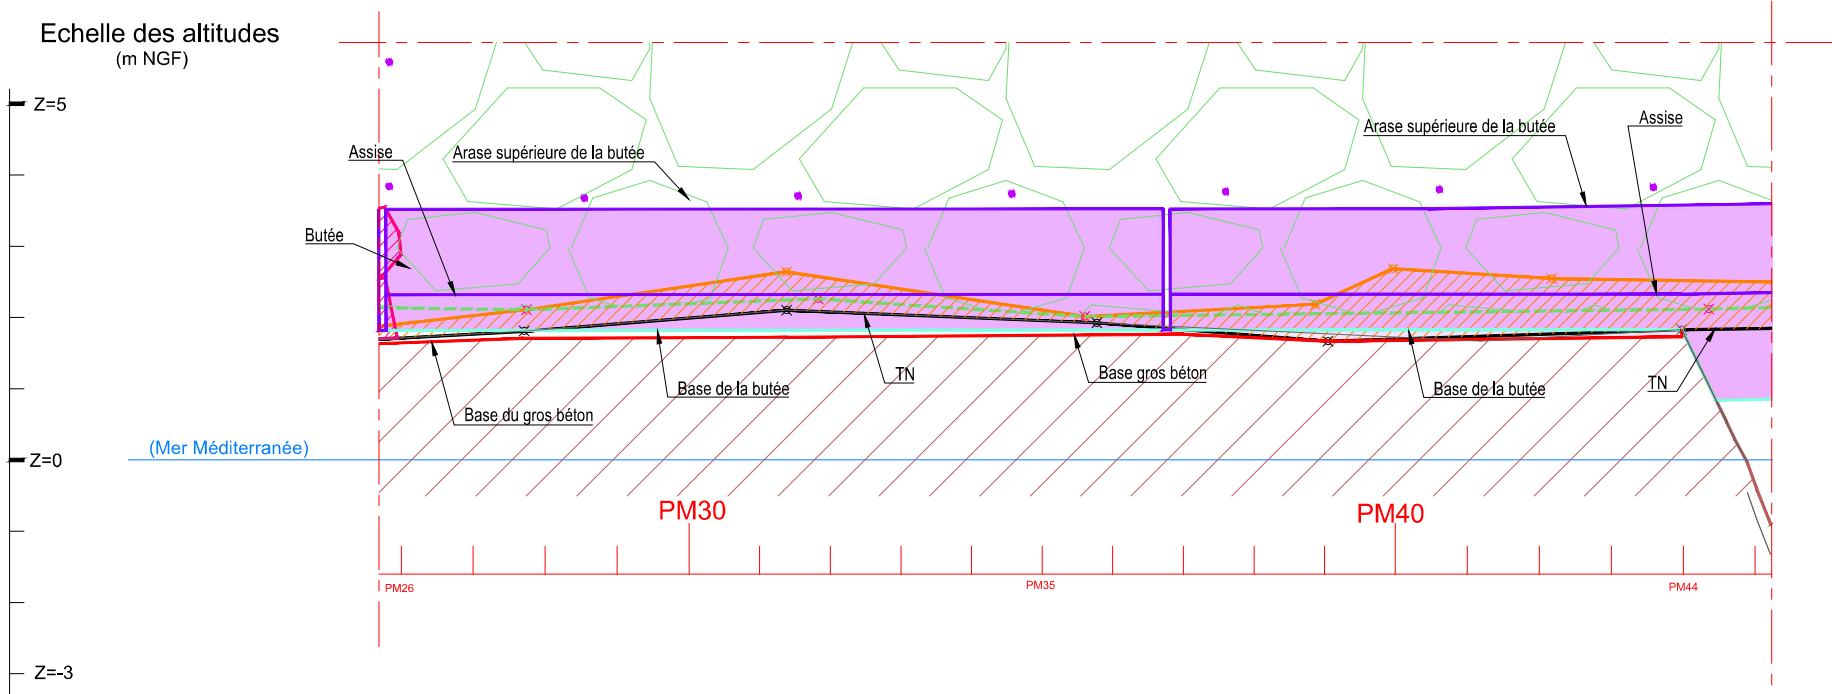 Echelle des altitudes
(m NGF)
Z=5
Arase supérieure de la butée
Assise
Assise
Arase supérieure de la butée
Butée
TN
Base gros béton
Base de la butée
Base de la butée
TN
Base du gros béton
(Mer Méditerranée)
Z=0
PM30
PM40
PM26
PM35
PM44
Z=-3